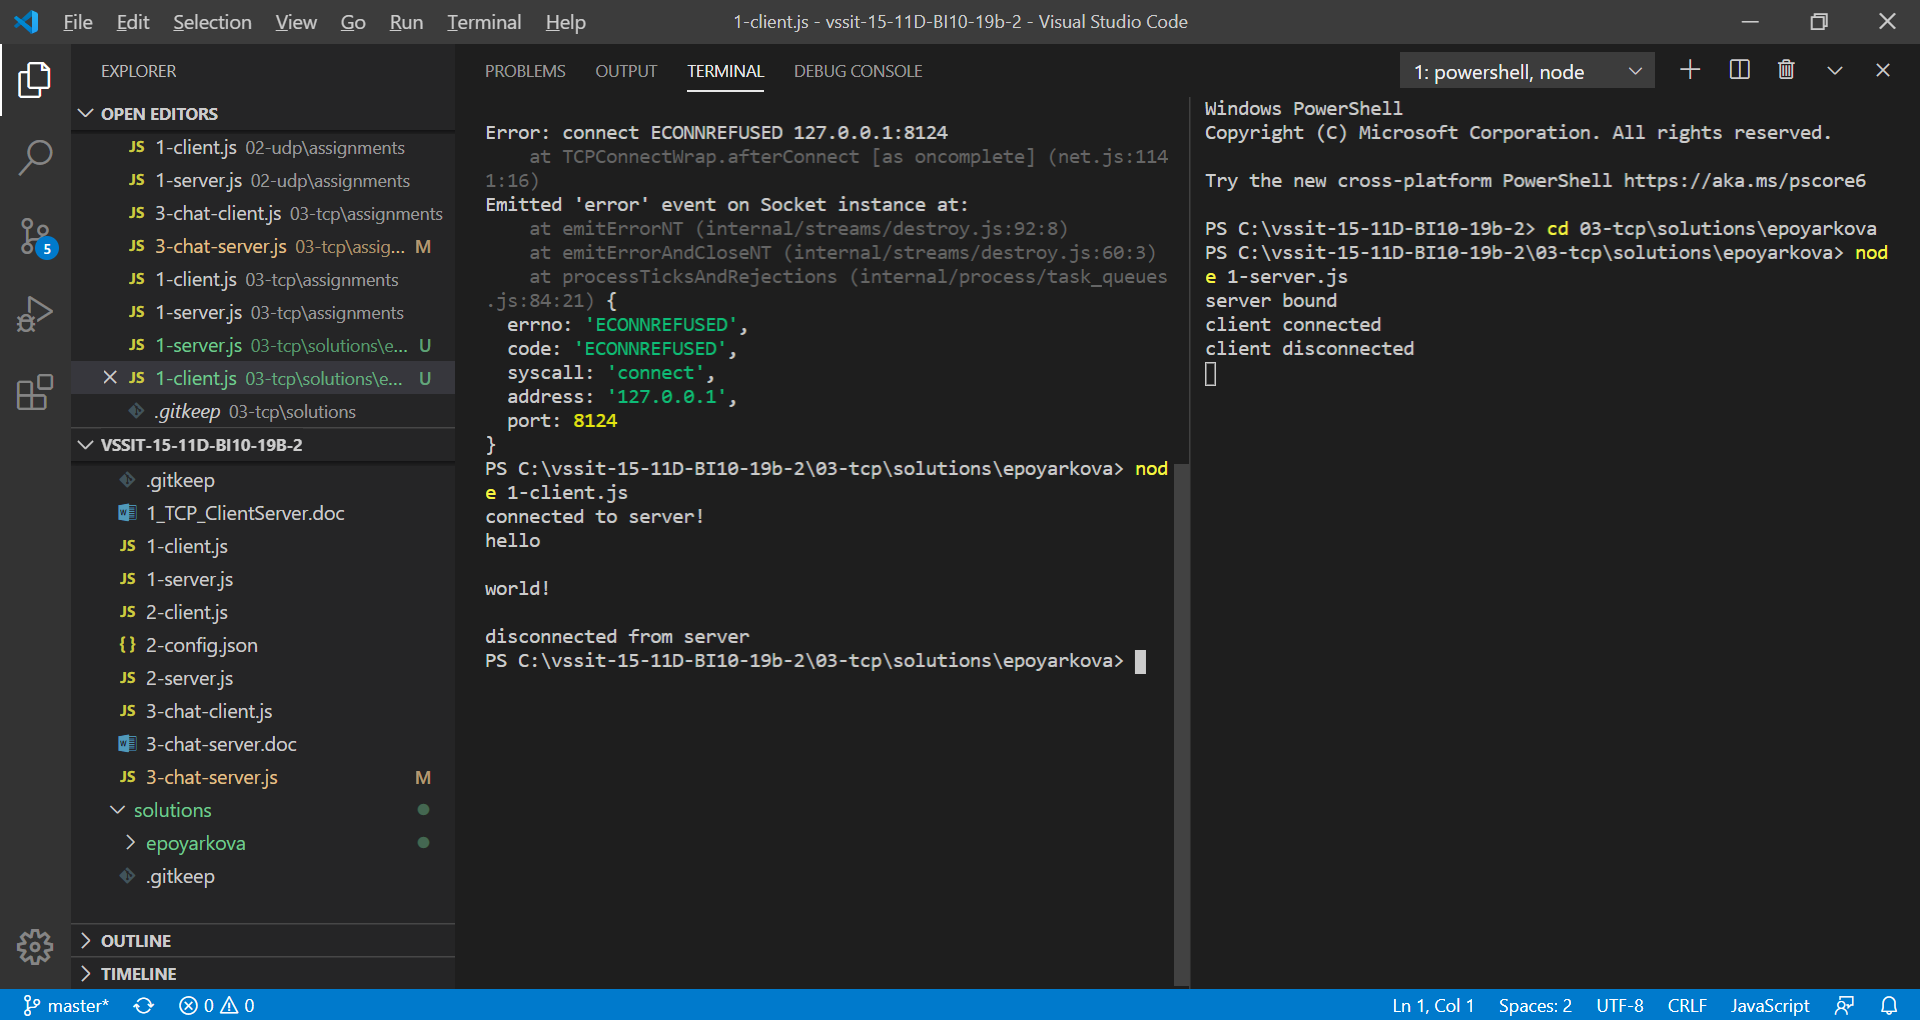 File Edit Selection View Go Run Terminal Help
1-client.js - vssit-15-11D-BI10-19b-2 - Visual Studio Code
EXPLORER
OPEN EDITORS
JS 1-client.js 02-udp\assignments
JS 1-server.js 02-udp\assignments
JS 3-chat-client.js 03-tcp\assignments
JS 3-chat-server.js 03-tcp\assig... M
JS 1-client.js 03-tcp\assignments
JS 1-server.js 03-tcp\assignments
JS 1-server.js 03-tcp\solutions\e... U
JS 1-client.js 03-tcp\solutions\e... U
.gitkeep 03-tcp\solutions
VSSIT-15-11D-BI10-19B-2
.gitkeep
1_TCP_ClientServer.doc
JS 1-client.js
JS 1-server.js
JS 2-client.js
{} 2-config.json
JS 2-server.js
JS 3-chat-client.js
3-chat-server.doc
JS 3-chat-server.js M
solutions
epoyarkova
.gitkeep
OUTLINE
TIMELINE
5
PROBLEMS OUTPUT TERMINAL DEBUG CONSOLE
1: powershell, node
Error: connect ECONNREFUSED 127.0.0.1:8124
    at TCPConnectWrap.afterConnect [as oncomplete] (net.js:114
1:16)
Emitted 'error' event on Socket instance at:
    at emitErrorNT (internal/streams/destroy.js:92:8)
    at emitErrorAndCloseNT (internal/streams/destroy.js:60:3)
    at processTicksAndRejections (internal/process/task_queues
.js:84:21) {
  errno: 'ECONNREFUSED',
  code: 'ECONNREFUSED',
  syscall: 'connect',
  address: '127.0.0.1',
  port: 8124
}
PS C:\vssit-15-11D-BI10-19b-2\03-tcp\solutions\epoyarkova> nod
e 1-client.js
connected to server!
hello
world!
disconnected from server
PS C:\vssit-15-11D-BI10-19b-2\03-tcp\solutions\epoyarkova>
Windows PowerShell
Copyright (C) Microsoft Corporation. All rights reserved.
Try the new cross-platform PowerShell https://aka.ms/pscore6
PS C:\vssit-15-11D-BI10-19b-2> cd 03-tcp\solutions\epoyarkova
PS C:\vssit-15-11D-BI10-19b-2\03-tcp\solutions\epoyarkova> nod
e 1-server.js
server bound
client connected
client disconnected
master* 0 0
Ln 1, Col 1 Spaces: 2 UTF-8 CRLF JavaScript